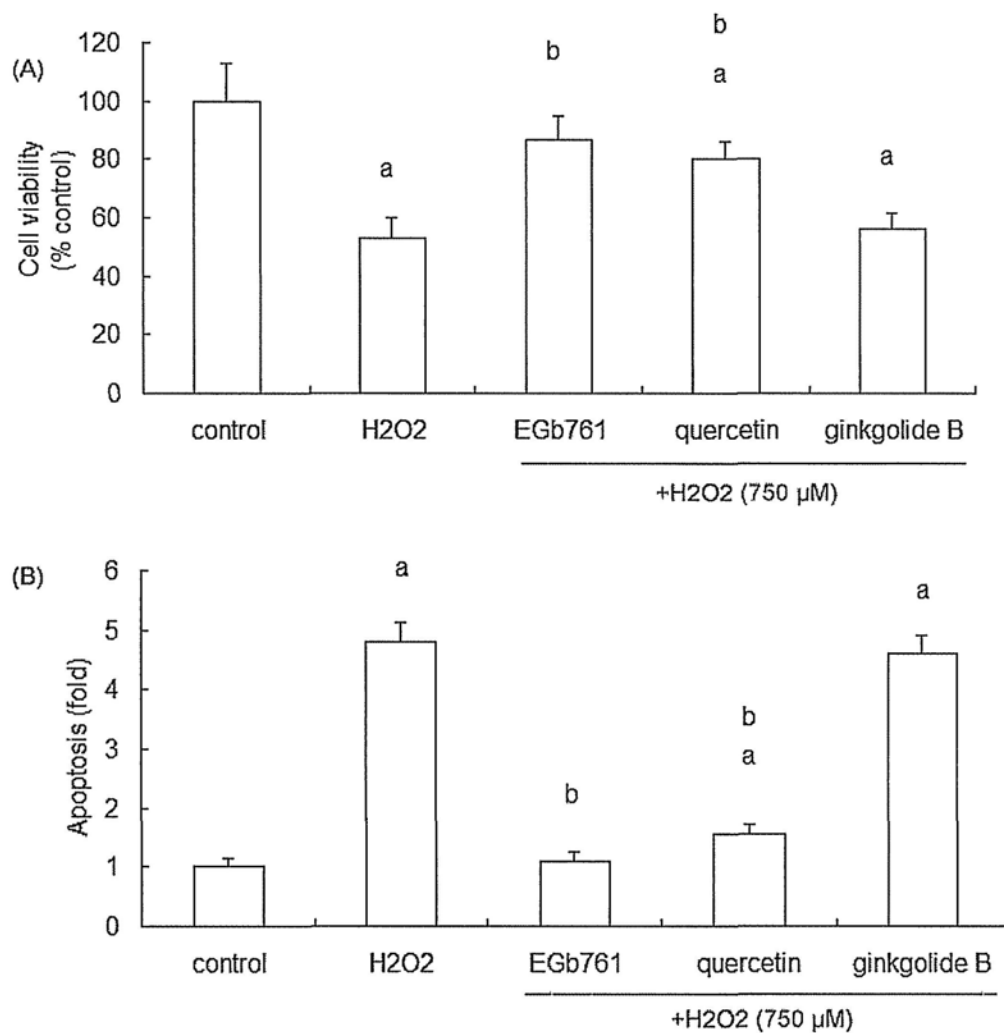 (A)
Cell viability
(% control)
120
100
80
60
40
20
0
a
b
b
a
a
control H2O2 EGb761 quercetin ginkgolide B
+H2O2 (750 µM)
(B)
Apoptosis (fold)
6
5
4
3
2
1
0
a
b
b
a
a
control H2O2 EGb761 quercetin ginkgolide B
+H2O2 (750 µM)